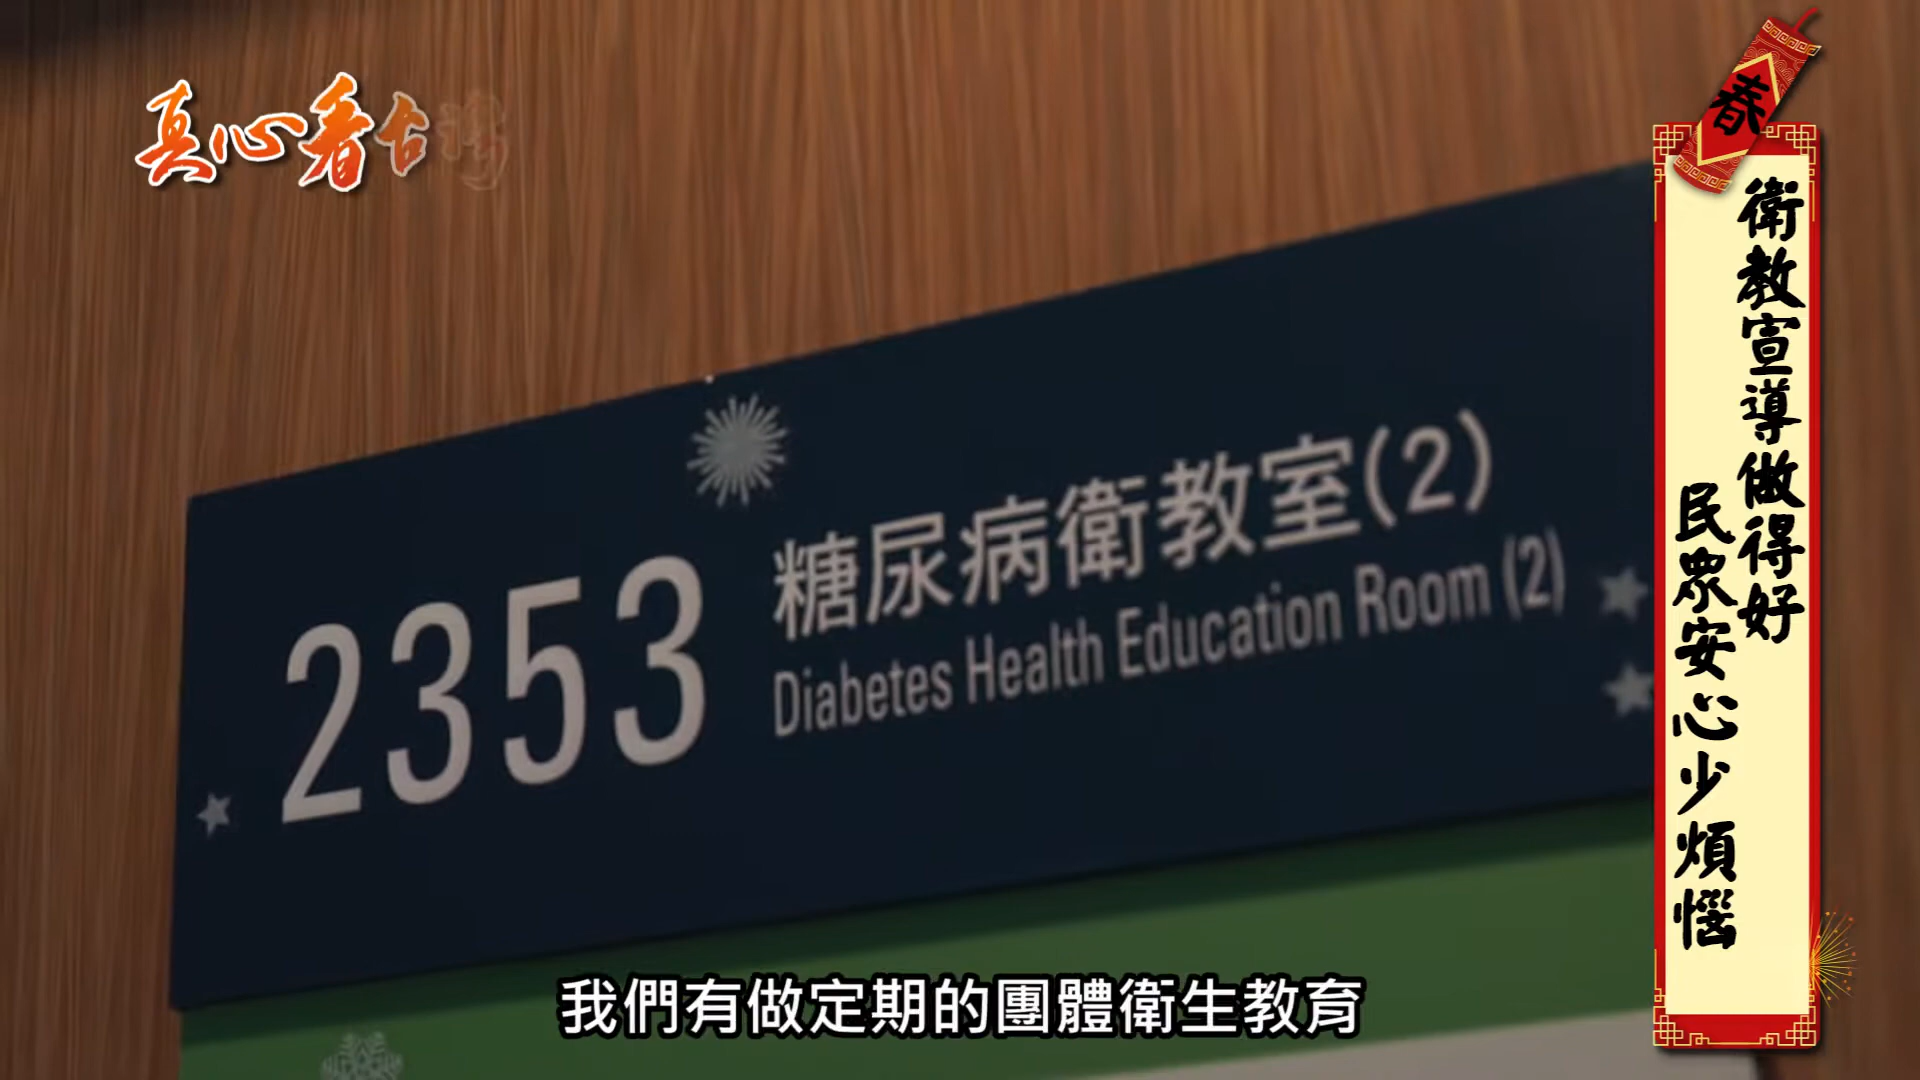 真心看台灣
春
衛教宣導做得好
民眾安心少煩惱
2353
糖尿病衛教室(2)
Diabetes Health Education Room (2)
我們有做定期的團體衛生教育